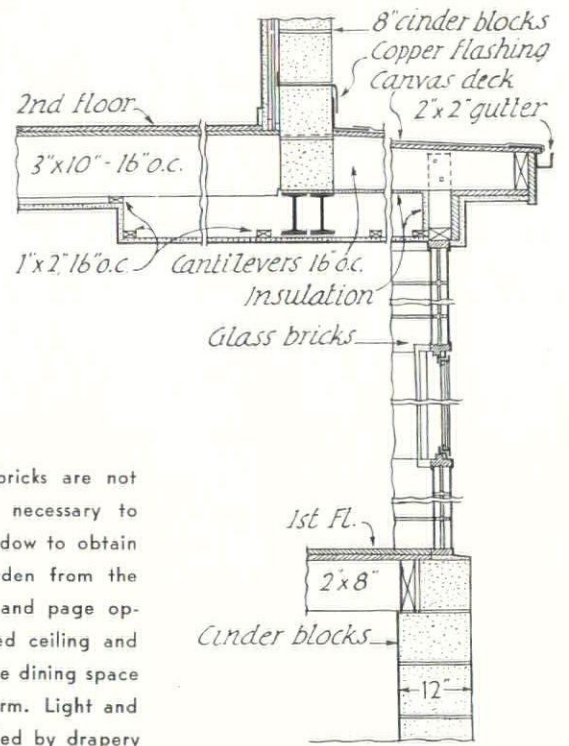 8" cinder blocks
Copper flashing
Canvas deck
2"x2" gutter
2nd floor
3"x10"-16"o.c.
1"x2", 16"o.c.
Cantilevers 16"o.c.
Insulation
Glass bricks
1st Fl.
2"x8"
Cinder blocks
12"
bricks are not
necessary to
dow to obtain
den from the
and page op-
ed ceiling and
e dining space
rm. Light and
ed by drapery